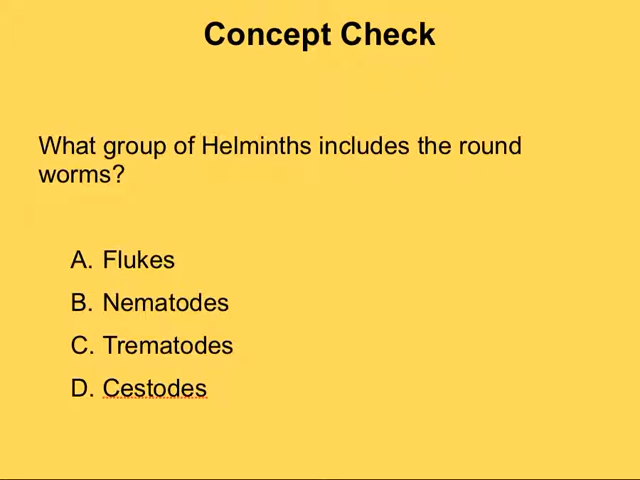 Concept Check
What group of Helminths includes the round
worms?
A. Flukes
B. Nematodes
C. Trematodes
D. Cestodes